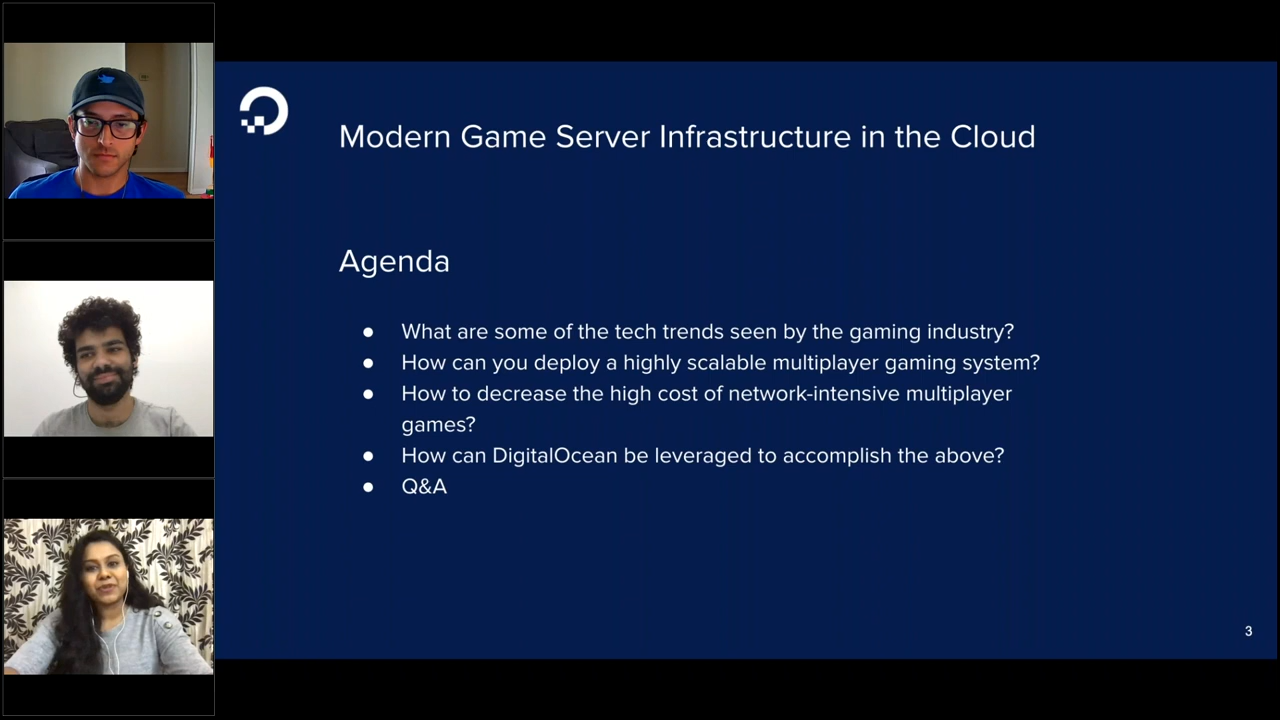 Modern Game Server Infrastructure in the Cloud
Agenda
● What are some of the tech trends seen by the gaming industry?
● How can you deploy a highly scalable multiplayer gaming system?
● How to decrease the high cost of network-intensive multiplayer
games?
● How can DigitalOcean be leveraged to accomplish the above?
● Q&A
3